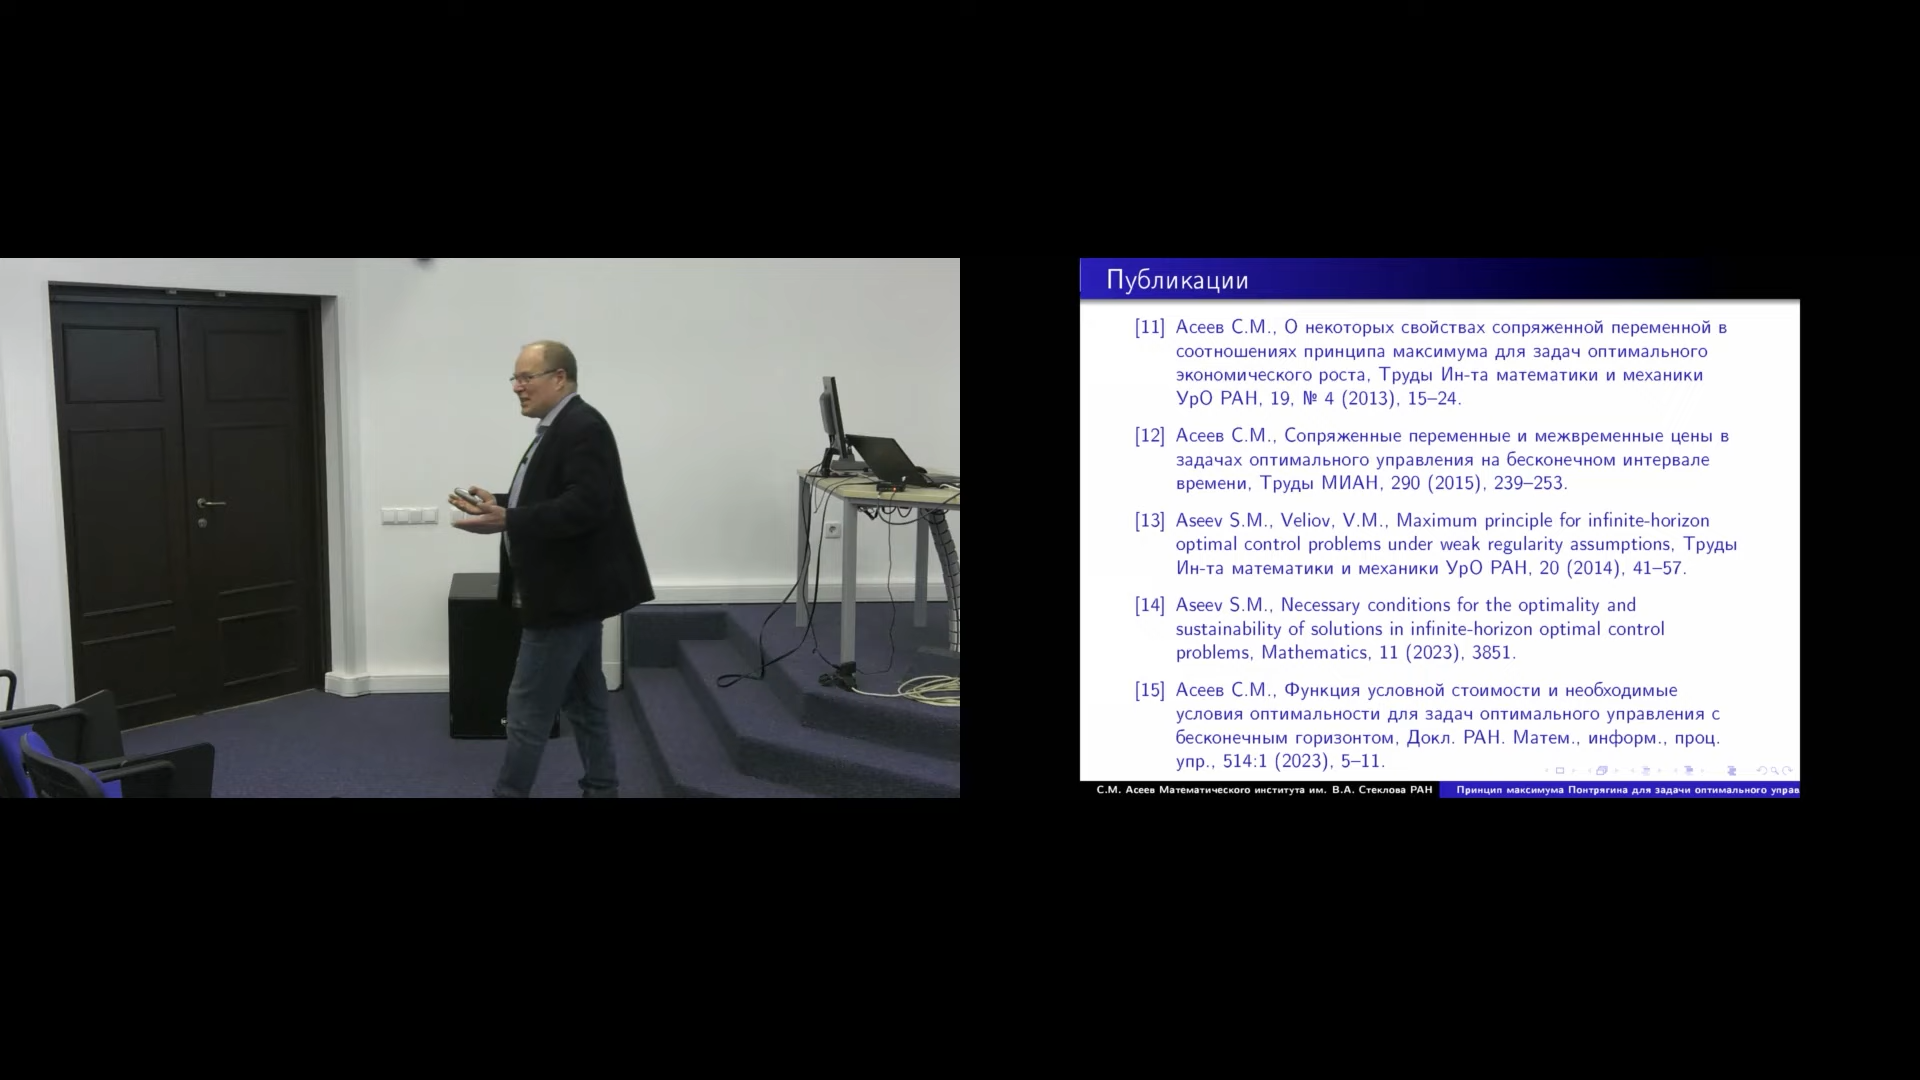 Публикации
[11] Асеев С.М., О некоторых свойствах сопряженной переменной в
соотношениях принципа максимума для задач оптимального
экономического роста, Труды Ин-та математики и механики
УрО РАН, 19, № 4 (2013), 15–24.
[12] Асеев С.М., Сопряженные переменные и межвременные цены в
задачах оптимального управления на бесконечном интервале
времени, Труды МИАН, 290 (2015), 239–253.
[13] Aseev S.M., Veliov, V.M., Maximum principle for infinite-horizon
optimal control problems under weak regularity assumptions, Труды
Ин-та математики и механики УрО РАН, 20 (2014), 41–57.
[14] Aseev S.M., Necessary conditions for the optimality and
sustainability of solutions in infinite-horizon optimal control
problems, Mathematics, 11 (2023), 3851.
[15] Асеев С.М., Функция условной стоимости и необходимые
условия оптимальности для задач оптимального управления с
бесконечным горизонтом, Докл. РАН. Матем., информ., проц.
упр., 514:1 (2023), 5–11.
С.М. Асеев Математического института им. В.А. Стеклова РАН
Принцип максимума Понтрягина для задачи оптимального управ